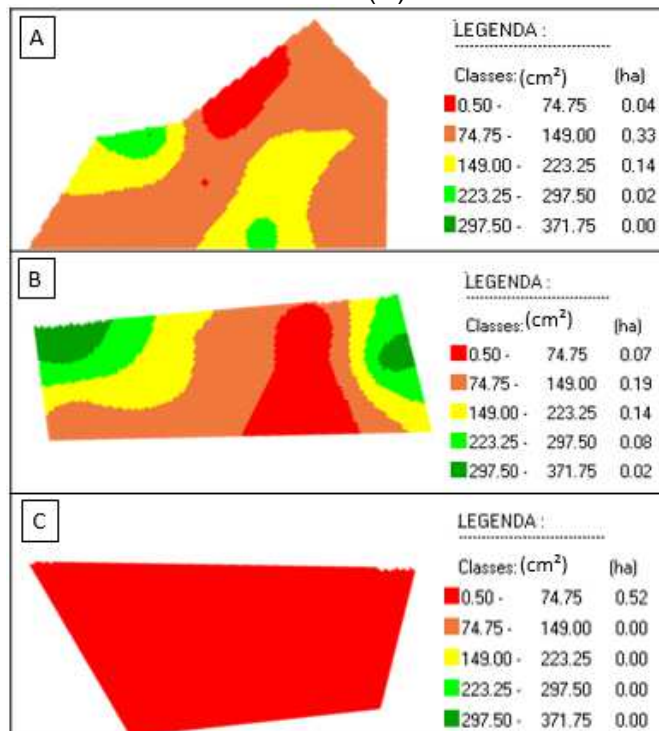 A
LEGENDA :
Classes: (cm²) (ha)
0.50 - 74.75 0.04
74.75 - 149.00 0.33
149.00 - 223.25 0.14
223.25 - 297.50 0.02
297.50 - 371.75 0.00
B
LEGENDA :
Classes: (cm²) (ha)
0.50 - 74.75 0.07
74.75 - 149.00 0.19
149.00 - 223.25 0.14
223.25 - 297.50 0.08
297.50 - 371.75 0.02
C
LEGENDA :
Classes: (cm²) (ha)
0.50 - 74.75 0.52
74.75 - 149.00 0.00
149.00 - 223.25 0.00
223.25 - 297.50 0.00
297.50 - 371.75 0.00